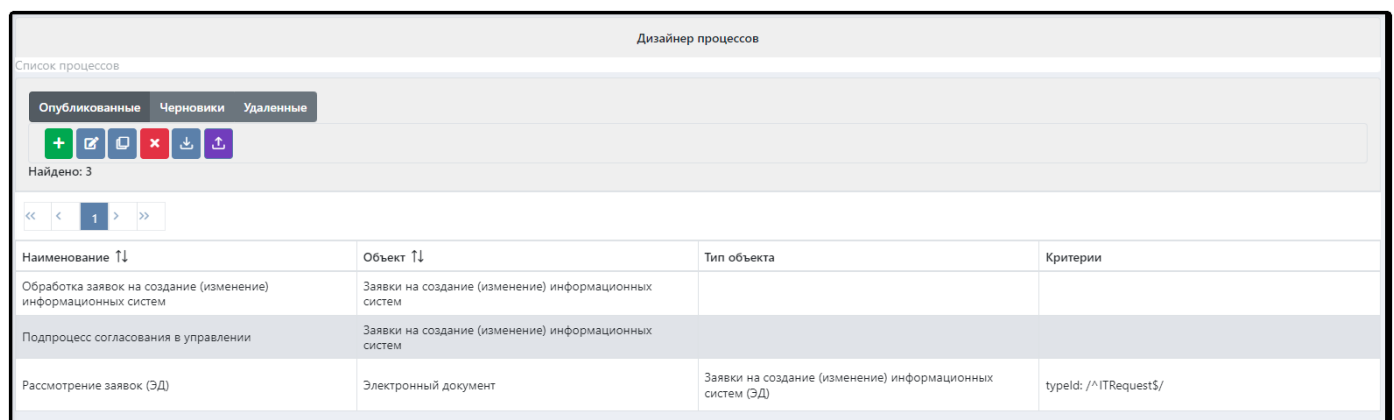 Дизайнер процессов
Список процессов
Опубликованные Черновики Удаленные
Найдено: 3
« ‹ 1 › »
Наименование ↑↓ Объект ↑↓ Тип объекта Критерии
Обработка заявок на создание (изменение)
информационных систем
Заявки на создание (изменение) информационных
систем
Подпроцесс согласования в управлении
Заявки на создание (изменение) информационных
систем
Рассмотрение заявок (ЭД)
Электронный документ
Заявки на создание (изменение) информационных
систем (ЭД)
typeId: /^ITRequest$/